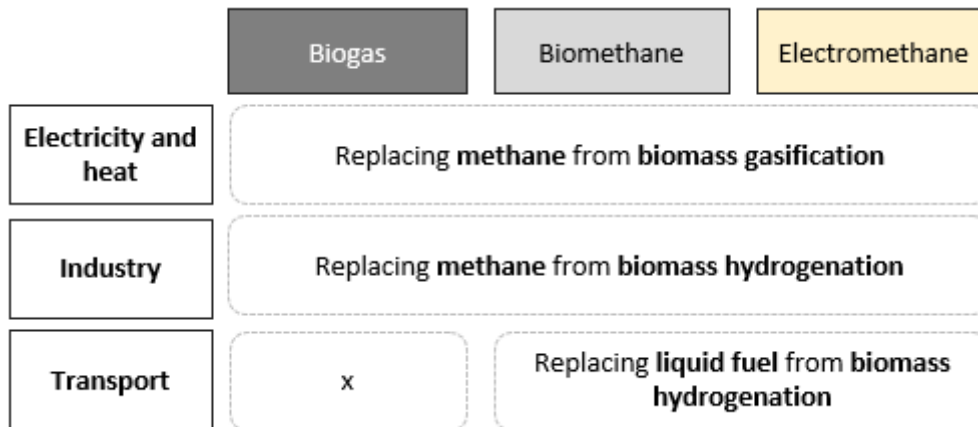 Biogas
Biomethane
Electromethane
Electricity and
heat
Replacing methane from biomass gasification
Industry
Replacing methane from biomass hydrogenation
Transport
x
Replacing liquid fuel from biomass
hydrogenation